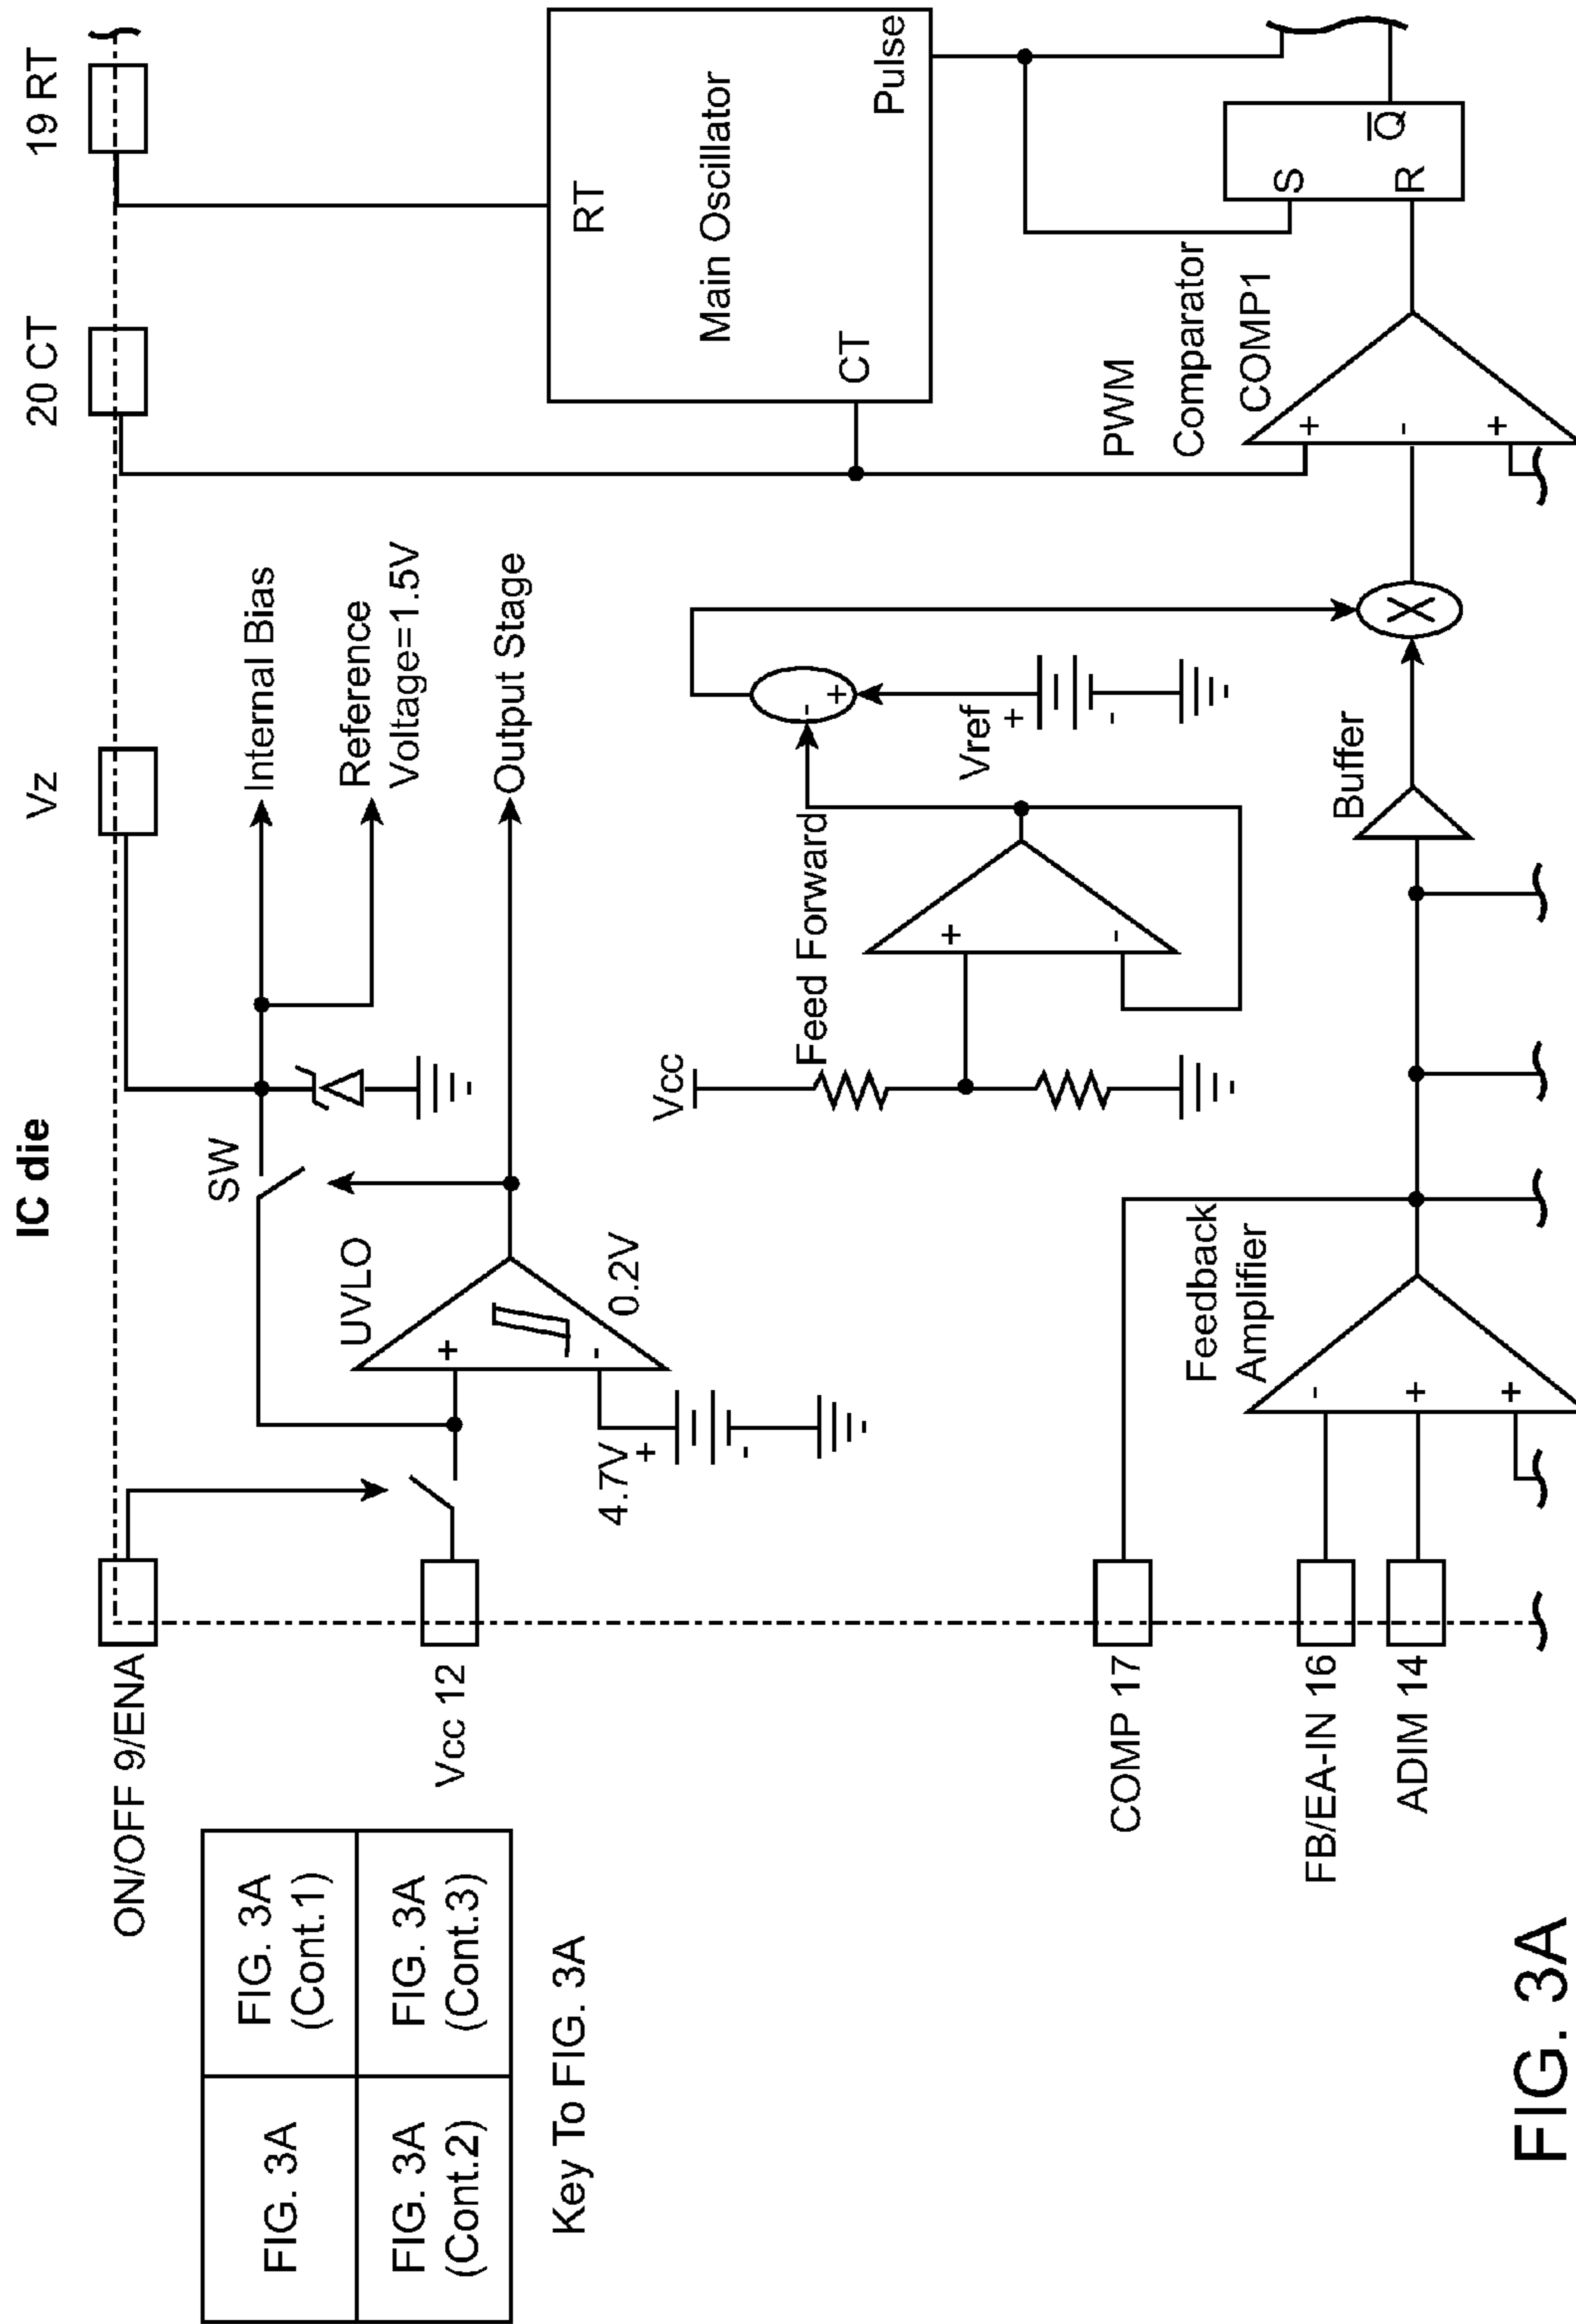 IC die
ON/OFF 9/ENA
Vz
20 CT
19 RT
FIG. 3A
FIG. 3A
(Cont.1)
FIG. 3A
(Cont.2)
FIG. 3A
(Cont.3)
Key To FIG. 3A
Vcc 12
SW
UVLO
+
-
0.2V
4.7V
+
-
Internal Bias
Reference
Voltage=1.5V
Output Stage
RT
Main Oscillator
CT
Pulse
Vcc
Feed Forward
+
-
-
+
Vref
+
-
X
PWM
Comparator
COMP1
+
-
+
S
R
Q̅
COMP 17
FB/EA-IN 16
ADIM 14
Feedback
Amplifier
-
+
+
Buffer
FIG. 3A